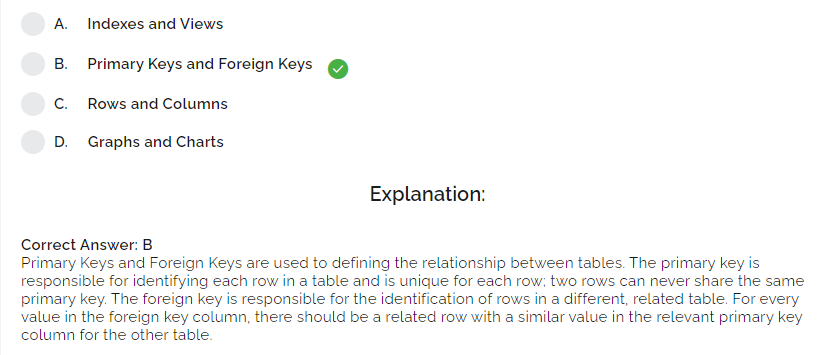 A. Indexes and Views
B. Primary Keys and Foreign Keys
C. Rows and Columns
D. Graphs and Charts
Explanation:
Correct Answer: B
Primary Keys and Foreign Keys are used to defining the relationship between tables. The primary key is
responsible for identifying each row in a table and is unique for each row; two rows can never share the same
primary key. The foreign key is responsible for the identification of rows in a different, related table. For every
value in the foreign key column, there should be a related row with a similar value in the relevant primary key
column for the other table.